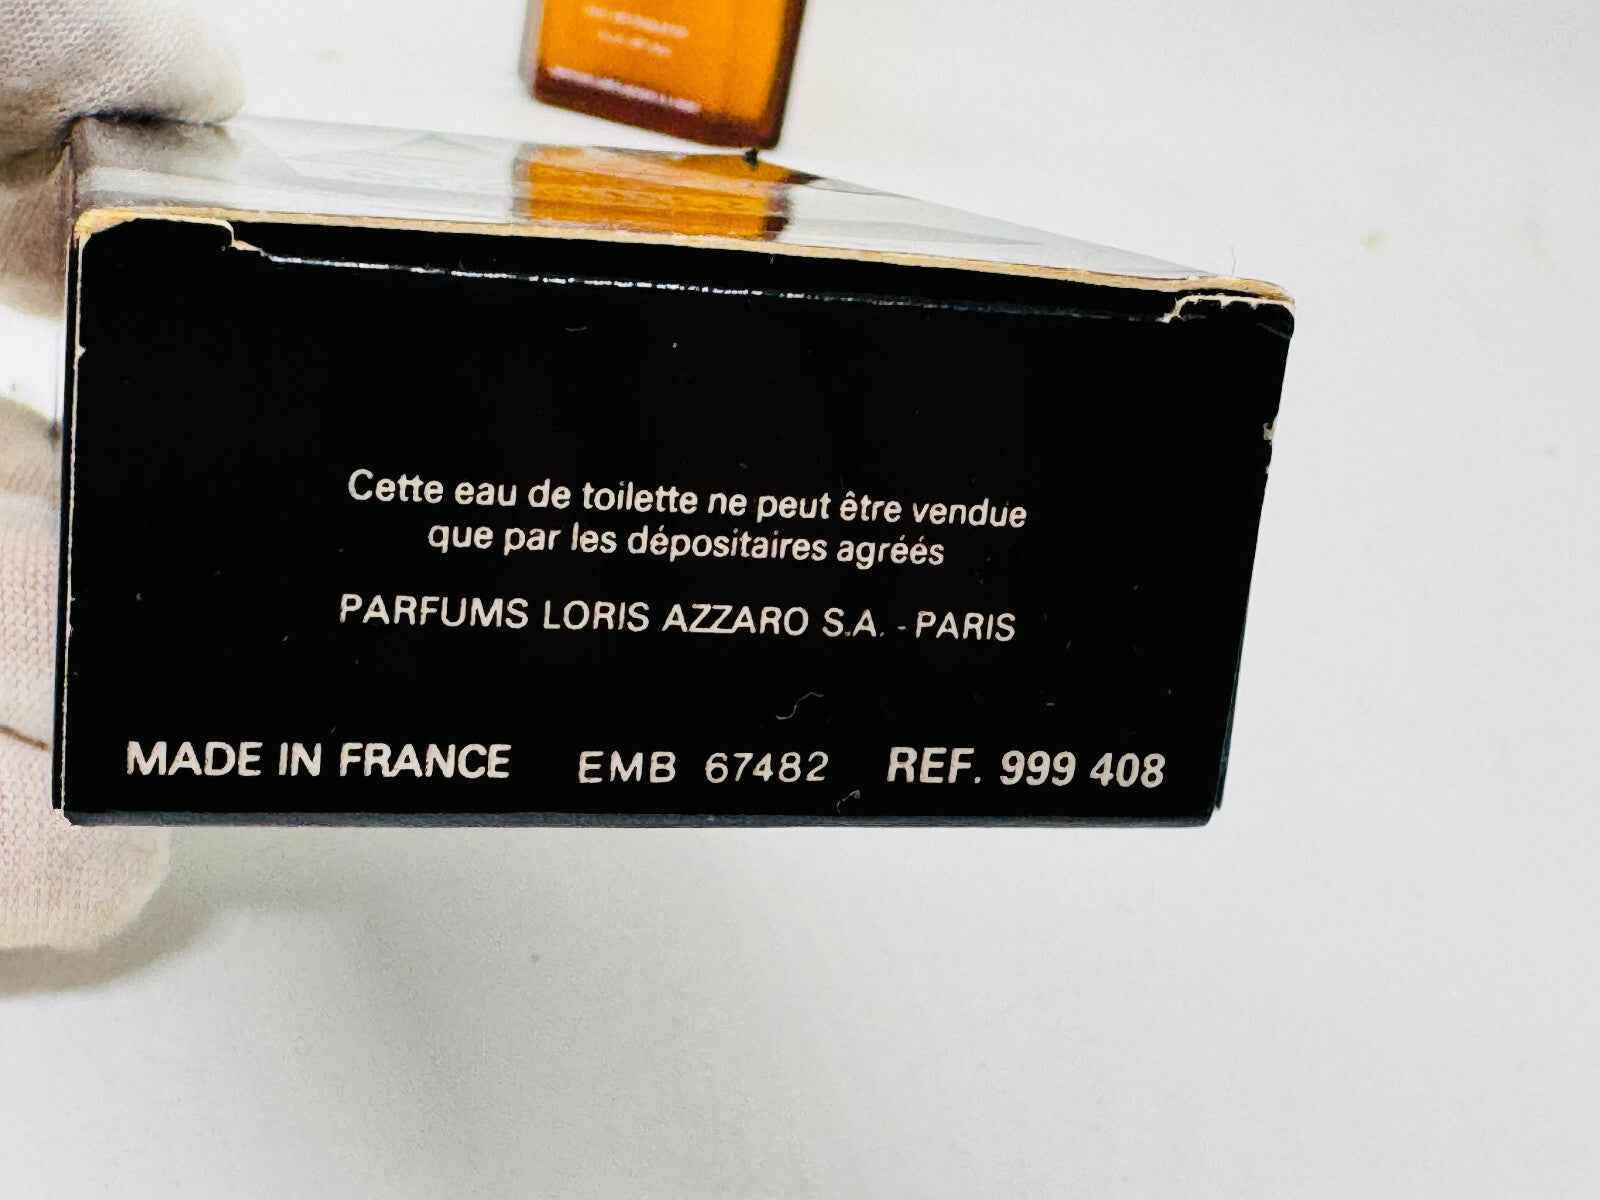 Cette eau de toilette ne peut être vendue
que par les dépositaires agréés
PARFUMS LORIS AZZARO S.A. - PARIS
MADE IN FRANCE EMB 67482 REF. 999 408